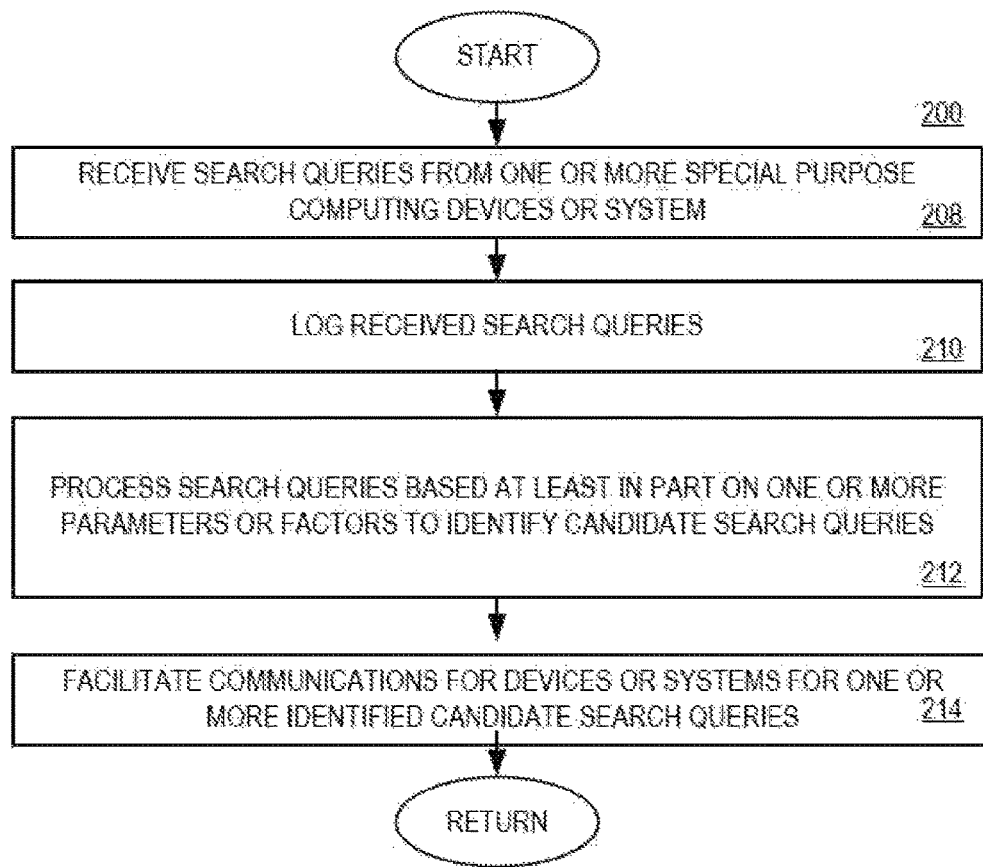 START
200
RECEIVE SEARCH QUERIES FROM ONE OR MORE SPECIAL PURPOSE
COMPUTING DEVICES OR SYSTEM
208
LOG RECEIVED SEARCH QUERIES
210
PROCESS SEARCH QUERIES BASED AT LEAST IN PART ON ONE OR MORE
PARAMETERS OR FACTORS TO IDENTIFY CANDIDATE SEARCH QUERIES
212
FACILITATE COMMUNICATIONS FOR DEVICES OR SYSTEMS FOR ONE OR
MORE IDENTIFIED CANDIDATE SEARCH QUERIES
214
RETURN